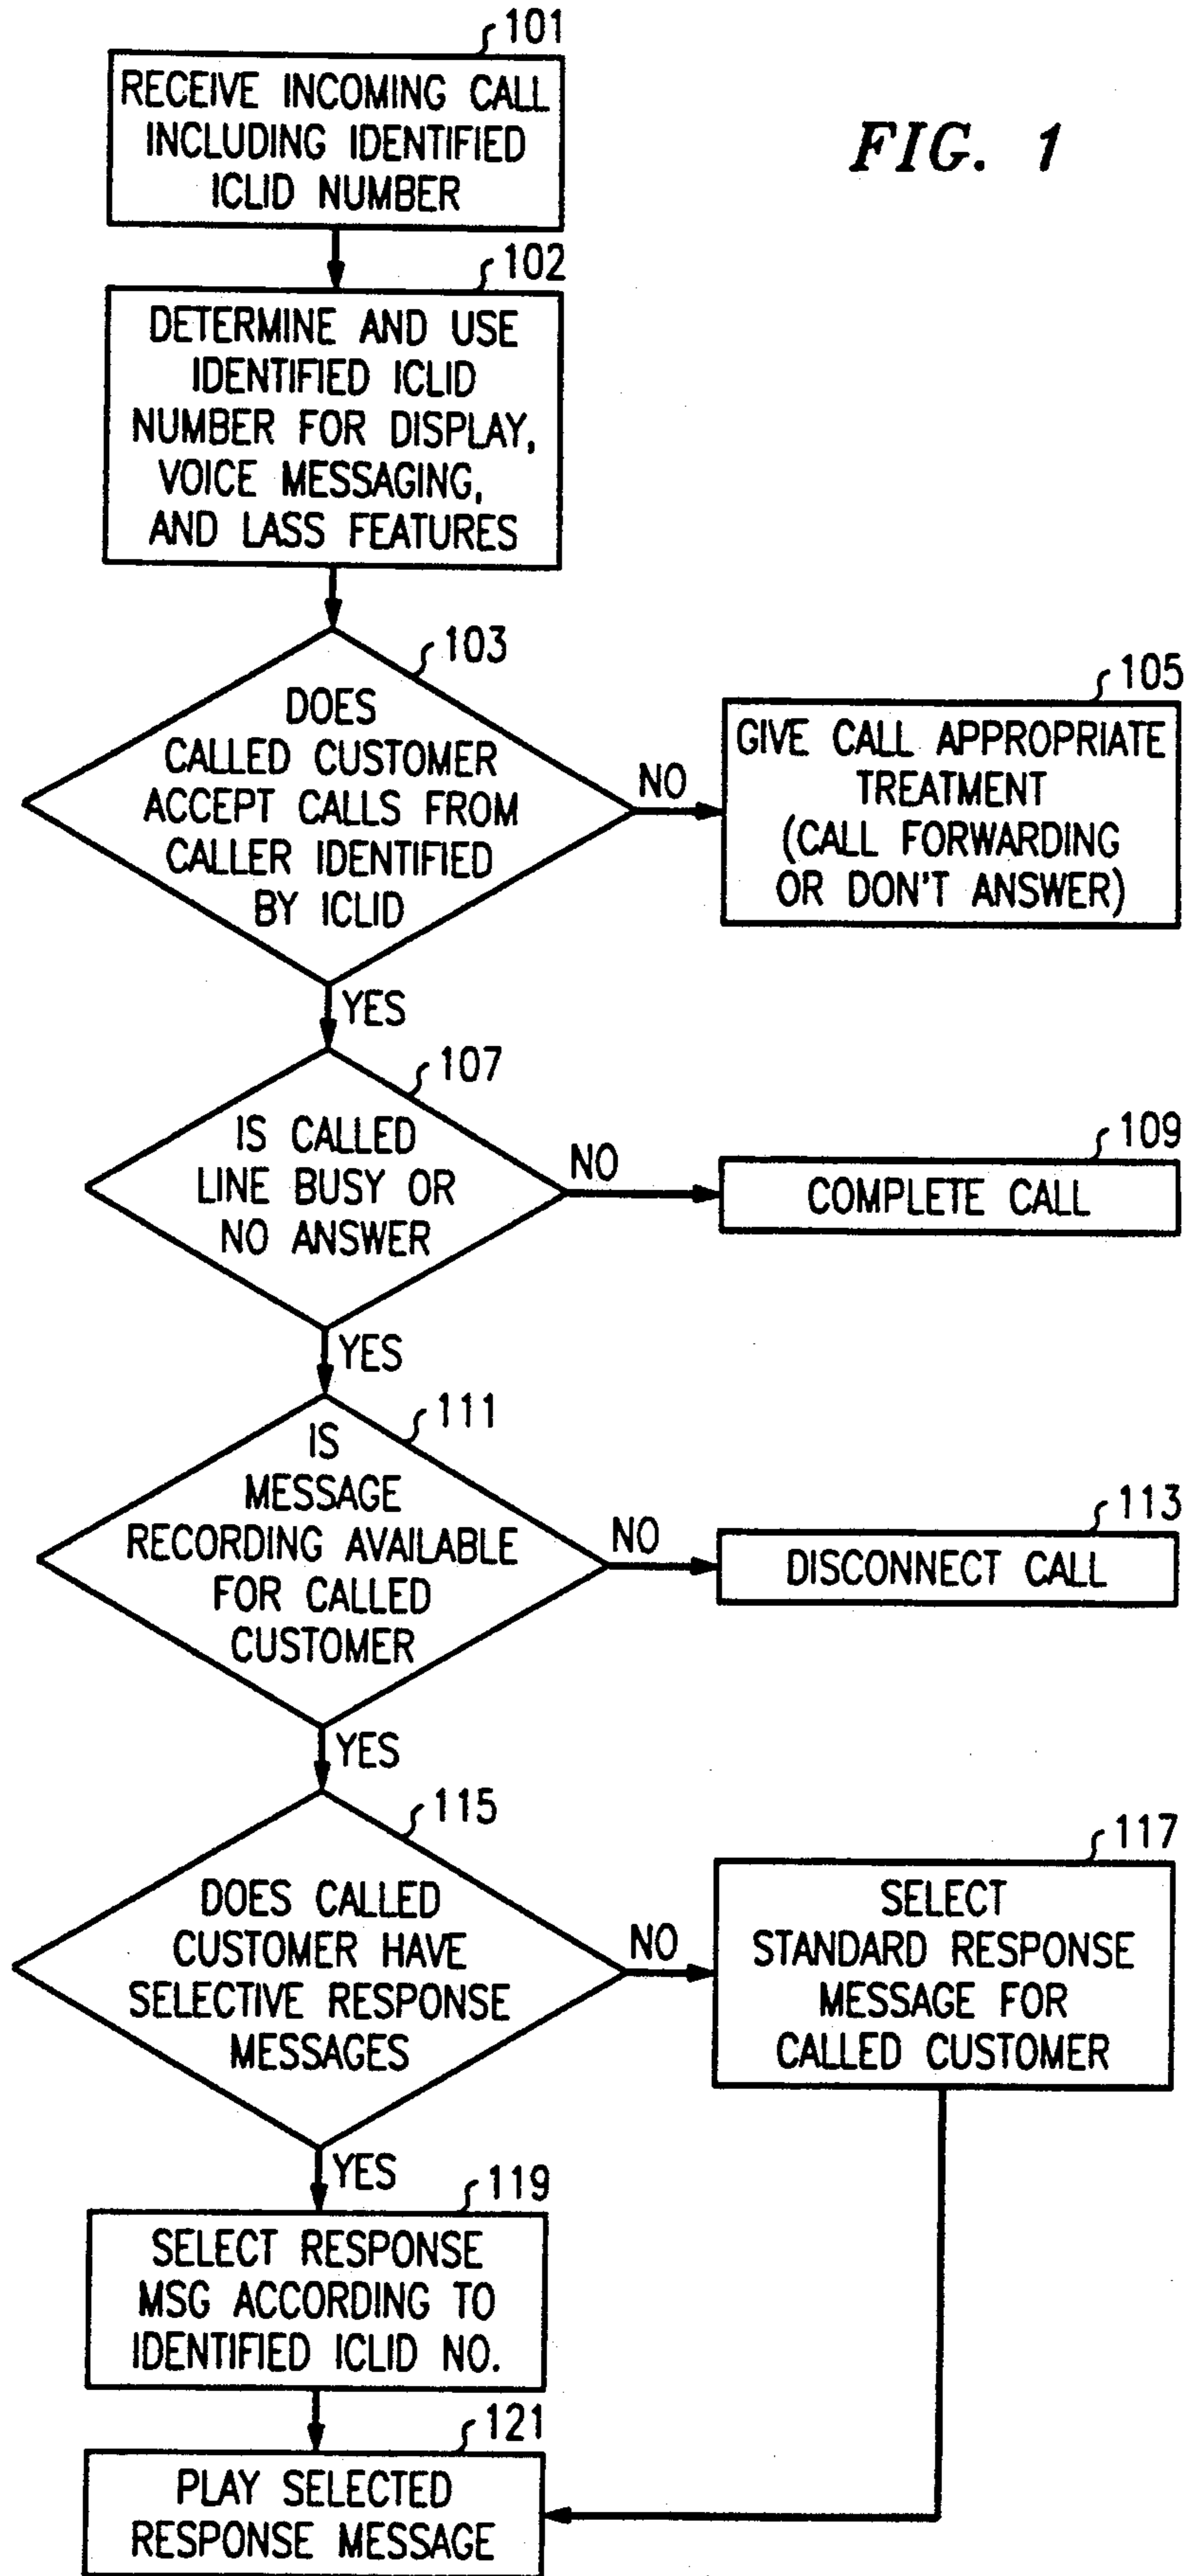 101
RECEIVE INCOMING CALL
INCLUDING IDENTIFIED
ICLID NUMBER
FIG. 1
102
DETERMINE AND USE
IDENTIFIED ICLID
NUMBER FOR DISPLAY,
VOICE MESSAGING,
AND LASS FEATURES
103
DOES
CALLED CUSTOMER
ACCEPT CALLS FROM
CALLER IDENTIFIED
BY ICLID
NO
105
GIVE CALL APPROPRIATE
TREATMENT
(CALL FORWARDING
OR DON'T ANSWER)
YES
107
IS CALLED
LINE BUSY OR
NO ANSWER
NO
109
COMPLETE CALL
YES
111
IS
MESSAGE
RECORDING AVAILABLE
FOR CALLED
CUSTOMER
NO
113
DISCONNECT CALL
YES
115
DOES CALLED
CUSTOMER HAVE
SELECTIVE RESPONSE
MESSAGES
NO
117
SELECT
STANDARD RESPONSE
MESSAGE FOR
CALLED CUSTOMER
YES
119
SELECT RESPONSE
MSG ACCORDING TO
IDENTIFIED ICLID NO.
121
PLAY SELECTED
RESPONSE MESSAGE